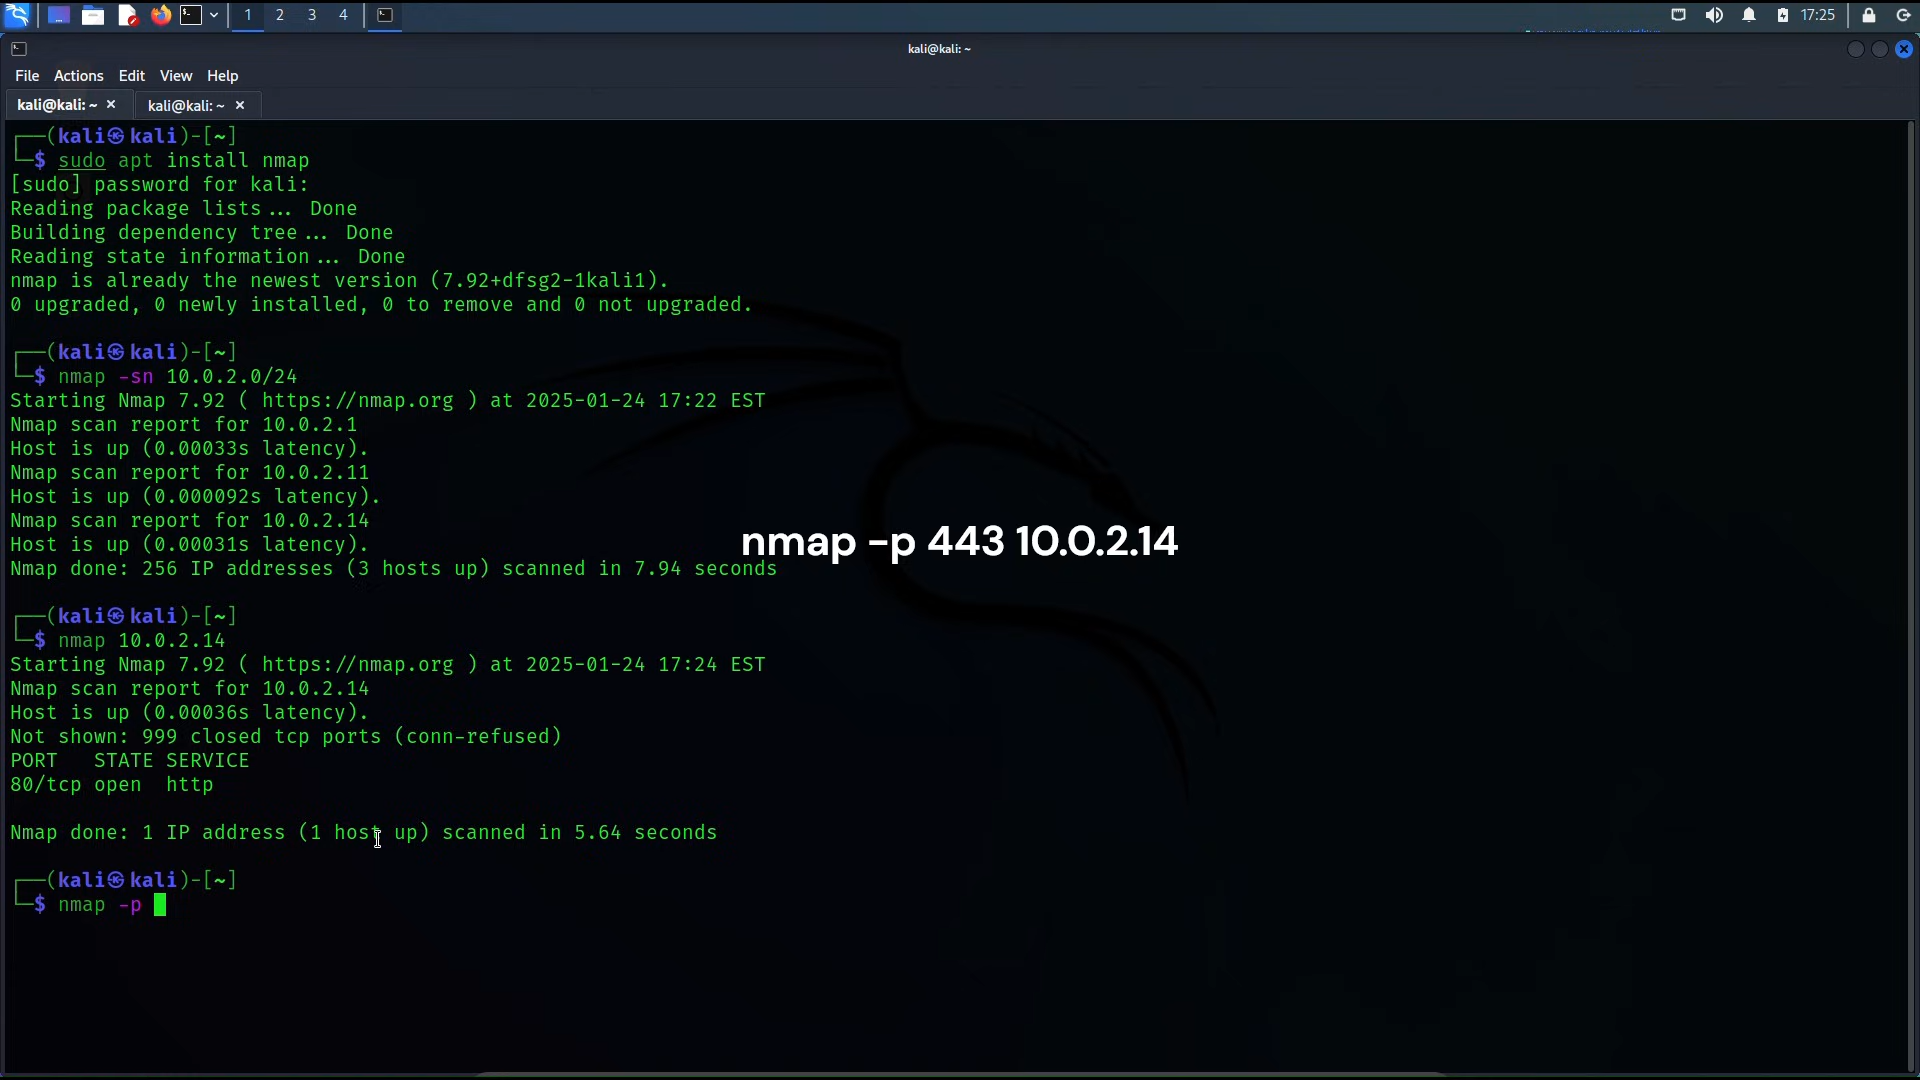 1 2 3 4
17:25
kali@kali: ~
File Actions Edit View Help
kali@kali: ~ × kali@kali: ~ ×
┌──(kali㉿kali)-[~]
└─$ sudo apt install nmap
[sudo] password for kali:
Reading package lists... Done
Building dependency tree... Done
Reading state information... Done
nmap is already the newest version (7.92+dfsg2-1kali1).
0 upgraded, 0 newly installed, 0 to remove and 0 not upgraded.
┌──(kali㉿kali)-[~]
└─$ nmap -sn 10.0.2.0/24
Starting Nmap 7.92 ( https://nmap.org ) at 2025-01-24 17:22 EST
Nmap scan report for 10.0.2.1
Host is up (0.00033s latency).
Nmap scan report for 10.0.2.11
Host is up (0.000092s latency).
Nmap scan report for 10.0.2.14
Host is up (0.00031s latency).
nmap -p 443 10.0.2.14
Nmap done: 256 IP addresses (3 hosts up) scanned in 7.94 seconds
┌──(kali㉿kali)-[~]
└─$ nmap 10.0.2.14
Starting Nmap 7.92 ( https://nmap.org ) at 2025-01-24 17:24 EST
Nmap scan report for 10.0.2.14
Host is up (0.00036s latency).
Not shown: 999 closed tcp ports (conn-refused)
PORT   STATE SERVICE
80/tcp open  http
Nmap done: 1 IP address (1 host up) scanned in 5.64 seconds
┌──(kali㉿kali)-[~]
└─$ nmap -p